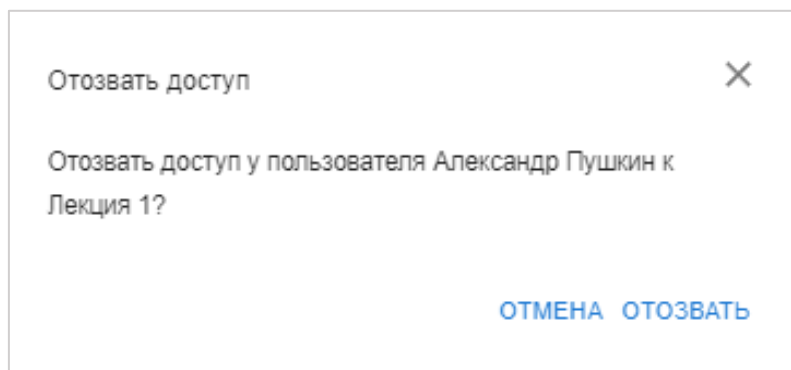 Отозвать доступ
Отозвать доступ у пользователя Александр Пушкин к
Лекция 1?
ОТМЕНА ОТОЗВАТЬ